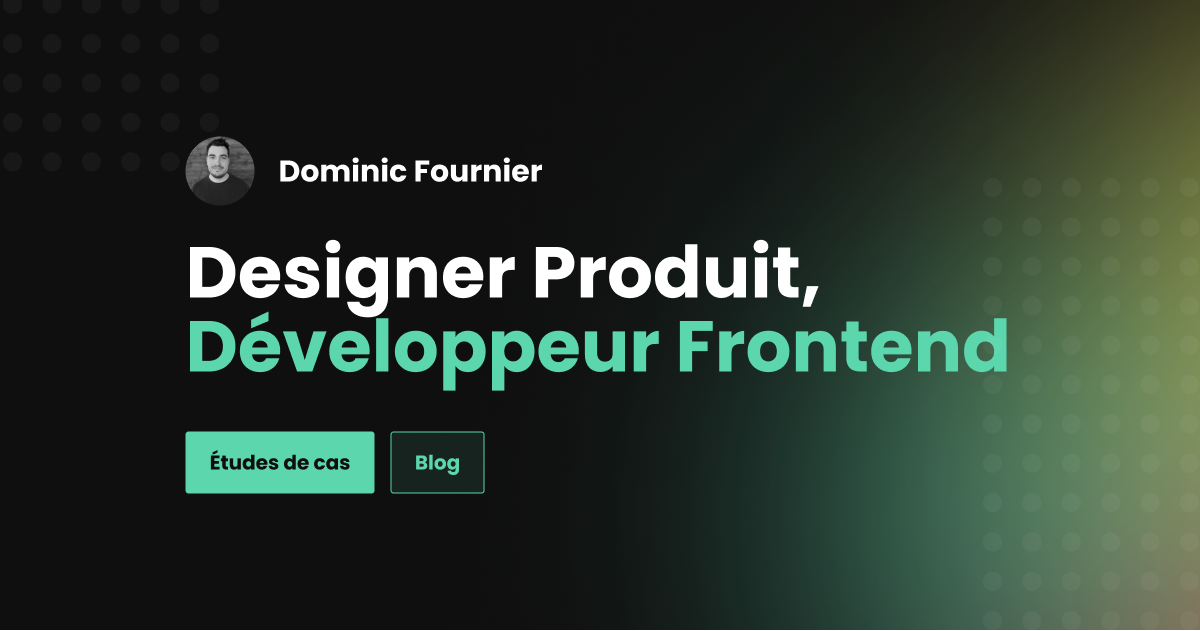 Dominic Fournier
Designer Produit,
Développeur Frontend
Études de cas
Blog